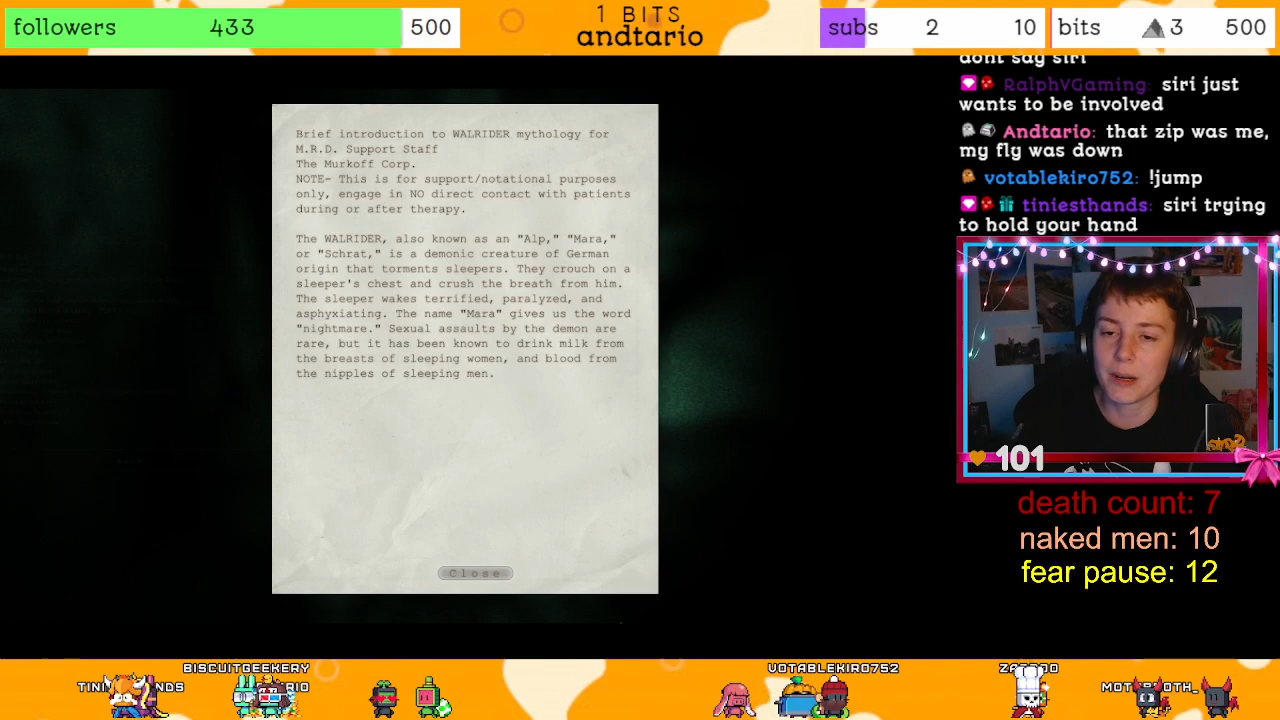 followers 433 500
1 BITS
andtario
subs 2 10
bits 3 500
dont say siri
RalphVGaming: siri just
wants to be involved
Andtario: that zip was me,
my fly was down
votablekiro752: !jump
tiniesthands: siri trying
to hold your hand
Brief introduction to WALRIDER mythology for
M.R.D. Support Staff
The Murkoff Corp.
NOTE- This is for support/notational purposes
only, engage in NO direct contact with patients
during or after therapy.
The WALRIDER, also known as an "Alp," "Mara,"
or "Schrat," is a demonic creature of German
origin that torments sleepers. They crouch on a
sleeper's chest and crush the breath from him.
The sleeper wakes terrified, paralyzed, and
asphyxiating. The name "Mara" gives us the word
"nightmare." Sexual assaults by the demon are
rare, but it has been known to drink milk from
the breasts of sleeping women, and blood from
the nipples of sleeping men.
Close
101
death count: 7
naked men: 10
fear pause: 12
BISCUITGEEKERY
VOTABLEKIRO752